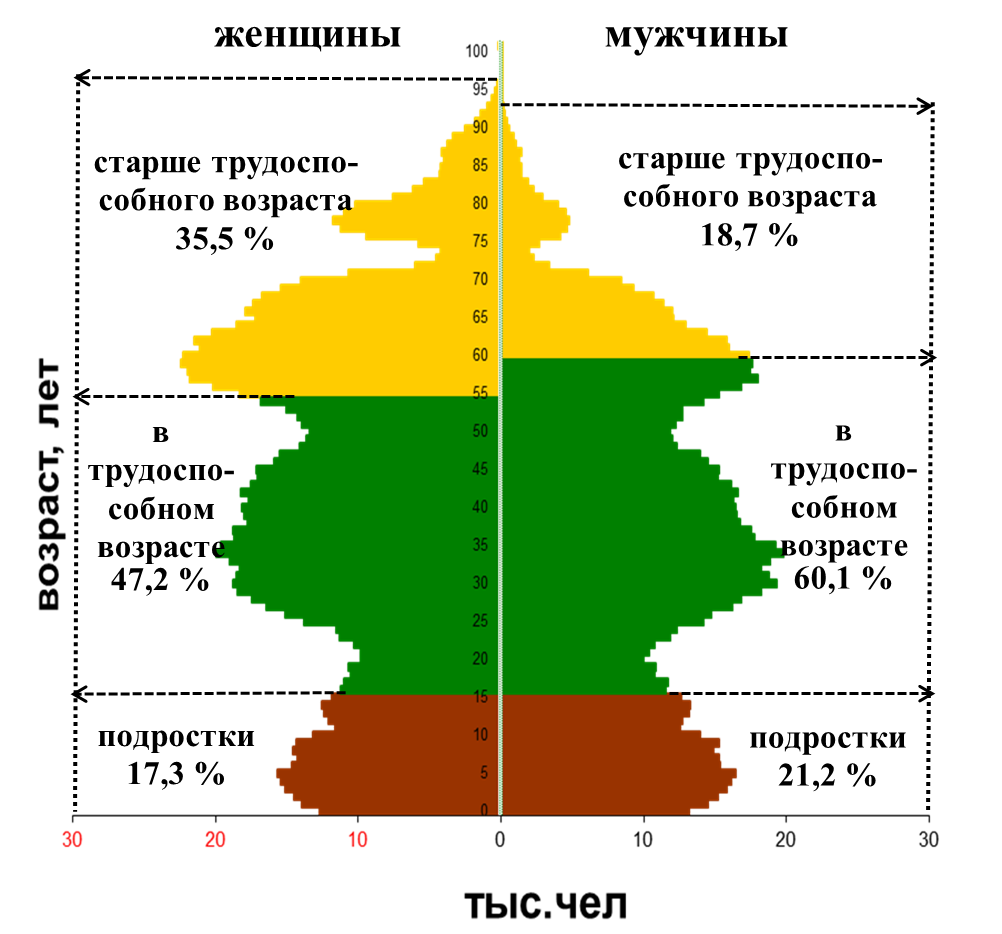 женщины
мужчины
100
95
90
85
80
75
70
65
60
55
50
45
40
35
30
25
20
15
10
5
0
старше трудоспо-
собного возраста
35,5 %
старше трудоспо-
собного возраста
18,7 %
в
трудоспо-
собном
возрасте
47,2 %
в
трудоспо-
собном
возрасте
60,1 %
подростки
17,3 %
подростки
21,2 %
возраст, лет
30 20 10 0 10 20 30
тыс.чел